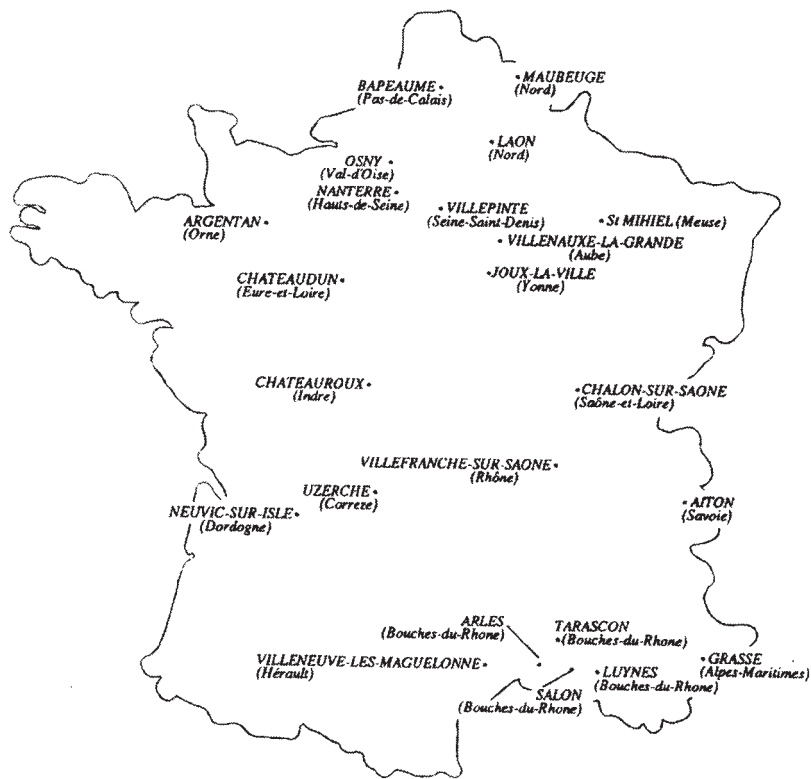 BAPEAUME
(Pas-de-Calais)
MAUBEUGE
(Nord)
LAON
(Nord)
OSNY
(Val-d'Oise)
NANTERRE
(Hauts-de-Seine)
VILLEPINTE
(Seine-Saint-Denis)
St MIHIEL (Meuse)
ARGENTAN
(Orne)
VILLENAUXE-LA-GRANDE
(Aube)
CHATEAUDUN
(Eure-et-Loire)
JOUX-LA-VILLE
(Yonne)
CHATEAUROUX
(Indre)
CHALON-SUR-SAONE
(Saône-et-Loire)
VILLEFRANCHE-SUR-SAONE
(Rhône)
UZERCHE
(Correze)
NEUVIC-SUR-ISLE
(Dordogne)
AITON
(Savoie)
ARLES
(Bouches-du-Rhone)
TARASCON
(Bouches-du-Rhone)
VILLENEUVE-LES-MAGUELONNE
(Hérault)
GRASSE
(Alpes-Maritimes)
LUYNES
(Bouches-du-Rhone)
SALON
(Bouches-du-Rhone)